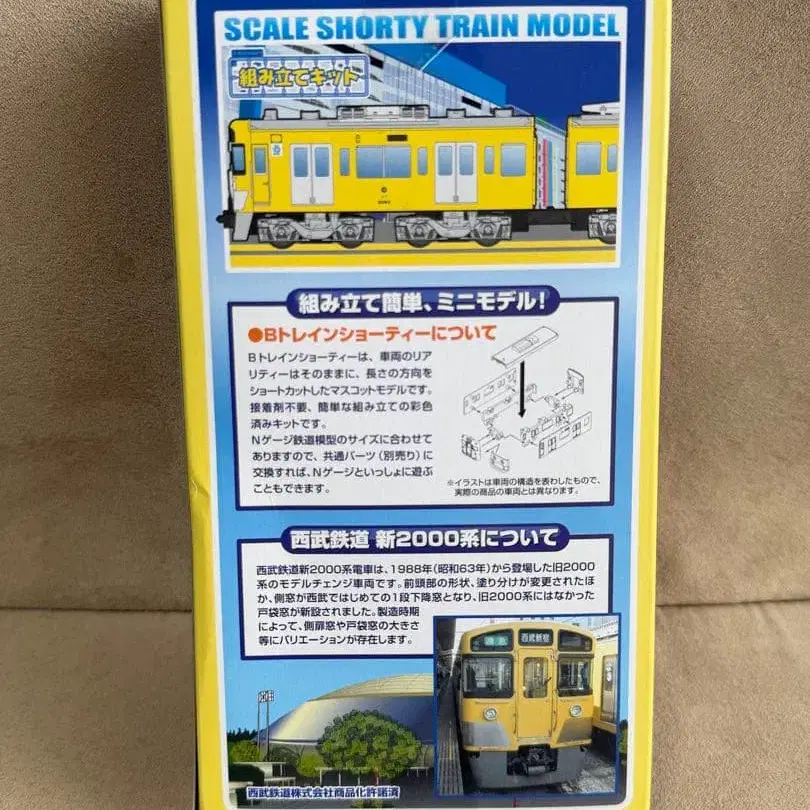 SCALE SHORTY TRAIN MODEL
組み立てキット
組み立て簡単、ミニモデル!
●Bトレインショーティーについて
Bトレインショーティーは、車両のリア
リティーはそのままに、長さの方向を
ショートカットしたマスコットモデルです。
接着剤不要、簡単な組み立ての彩色
済みキットです。
Nゲージ鉄道模型のサイズに合わせて
ありますので、共通パーツ(別売り)に
交換すれば、Nゲージといっしょに遊ぶ
こともできます。
※イラストは車両の構造を表わしたもので、
実際の商品の車両とは異なります。
西武鉄道 新2000系について
西武鉄道新2000系電車は、1988年(昭和63年)から登場した旧2000
系のモデルチェンジ車両です。前頭部の形状、塗り分けが変更されたほ
か、側窓が西武ではじめての1段下降窓となり、旧2000系にはなかった
戸袋窓が新設されました。製造時期
によって、側扉窓や戸袋窓の大きさ
等にバリエーションが存在します。
西武新宿
西武鉄道株式会社商品化許諾済